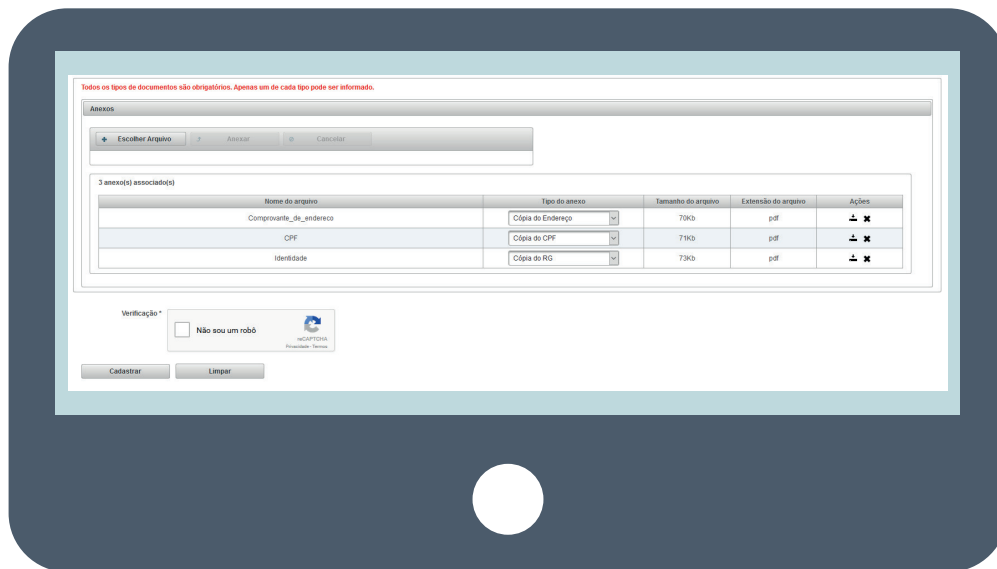 Todos os tipos de documentos são obrigatórios. Apenas um de cada tipo pode ser informado.
Anexos
Escolher Arquivo Anexar Cancelar
3 anexo(s) associado(s)
Nome do arquivo Tipo do anexo Tamanho do arquivo Extensão do arquivo Ações
Comprovante_de_endereco Cópia do Endereço 70Kb pdf
CPF Cópia do CPF 71Kb pdf
Identidade Cópia do RG 73Kb pdf
Verificação *
Não sou um robô
reCAPTCHA
Privacidade - Termos
Cadastrar Limpar